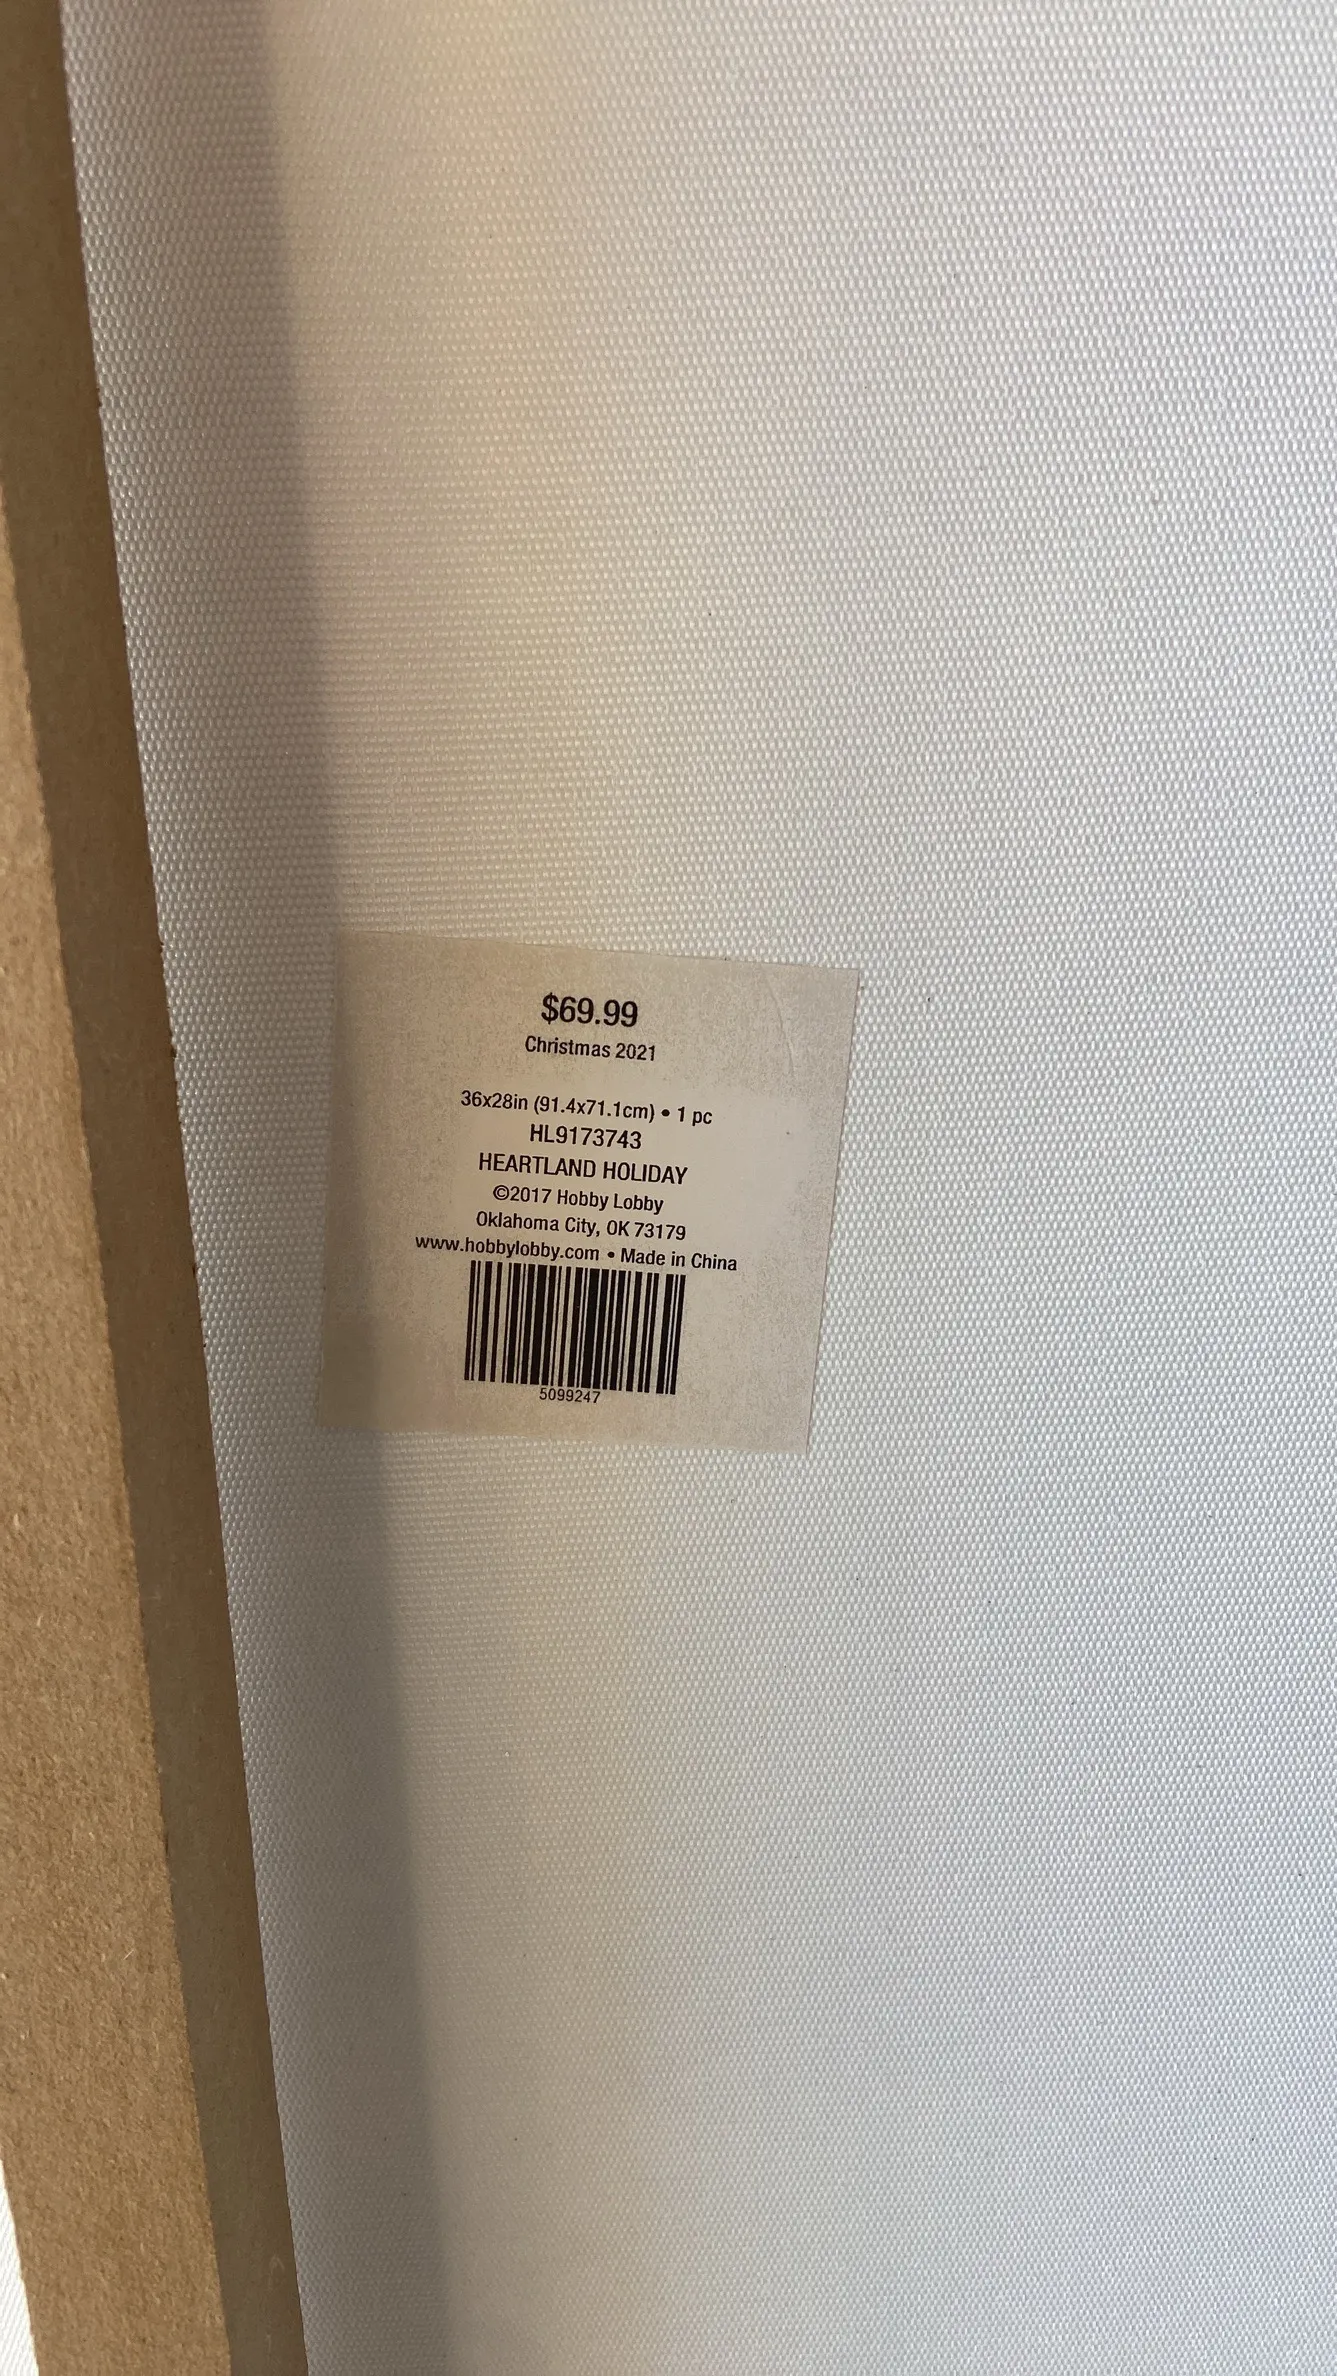 $69.99
Christmas 2021
36x28in (91.4x71.1cm) • 1 pc
HL9173743
HEARTLAND HOLIDAY
©2017 Hobby Lobby
Oklahoma City, OK 73179
www.hobbylobby.com • Made in China
5099247